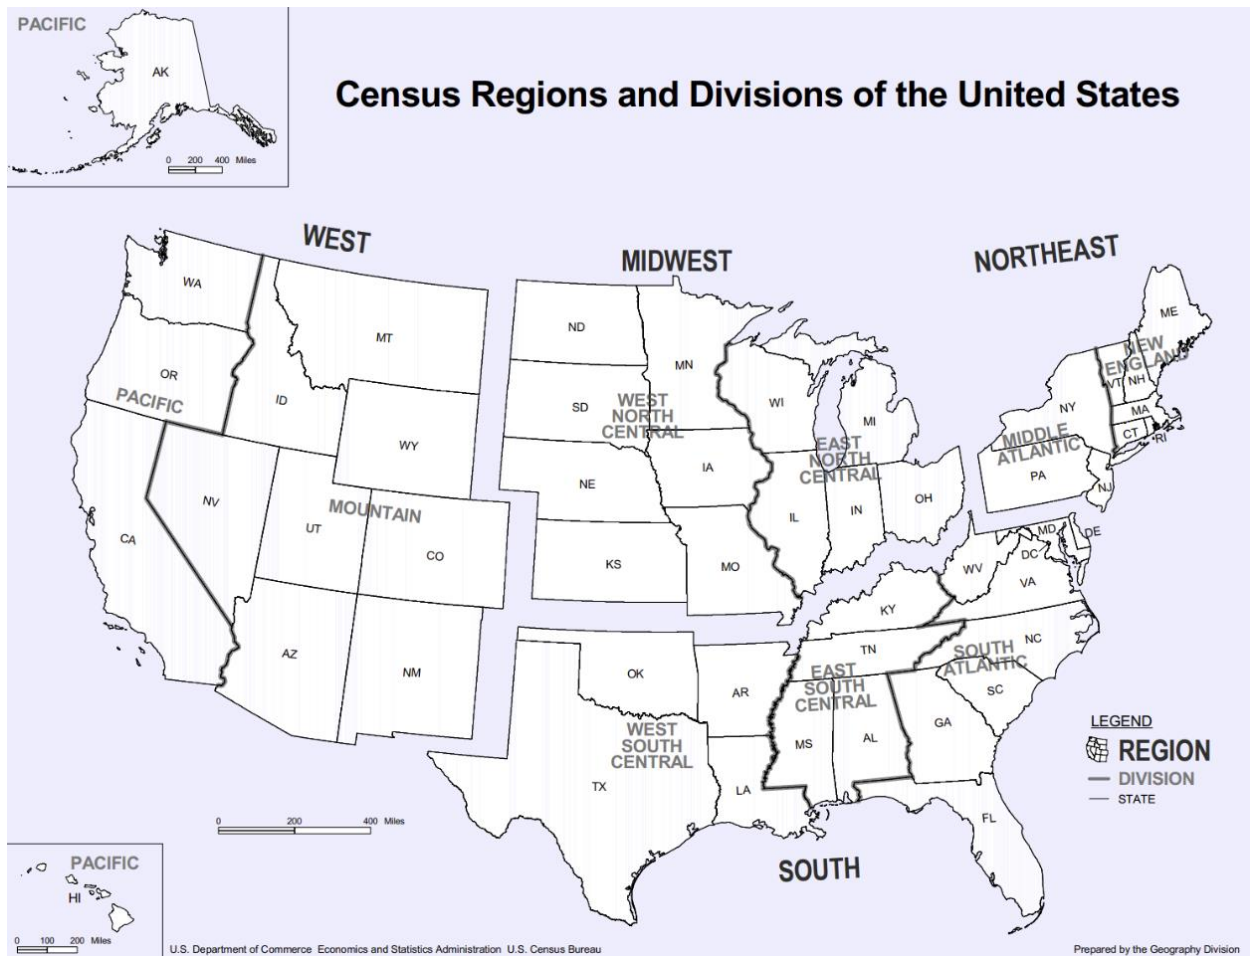 PACIFIC
AK
0 200 400 Miles
Census Regions and Divisions of the United States
WEST
MIDWEST
NORTHEAST
WA
MT
ND
MN
ME
OR
ID
SD
WI
MI
NY
NEW
ENGLAND
VT
NH
MA
CT
RI
PACIFIC
WY
WEST
NORTH
CENTRAL
EAST
NORTH
CENTRAL
MIDDLE
ATLANTIC
PA
NJ
NE
IA
NV
UT
MOUNTAIN
CO
IL
IN
OH
CA
KS
MO
WV
MD
DE
DC
VA
KY
AZ
NM
OK
AR
TN
NC
EAST
SOUTH
CENTRAL
SOUTH
ATLANTIC
SC
WEST
SOUTH
CENTRAL
MS
AL
GA
TX
LA
FL
LEGEND
REGION
DIVISION
STATE
0 200 400 Miles
SOUTH
PACIFIC
HI
0 100 200 Miles
U.S. Department of Commerce Economics and Statistics Administration U.S. Census Bureau
Prepared by the Geography Division